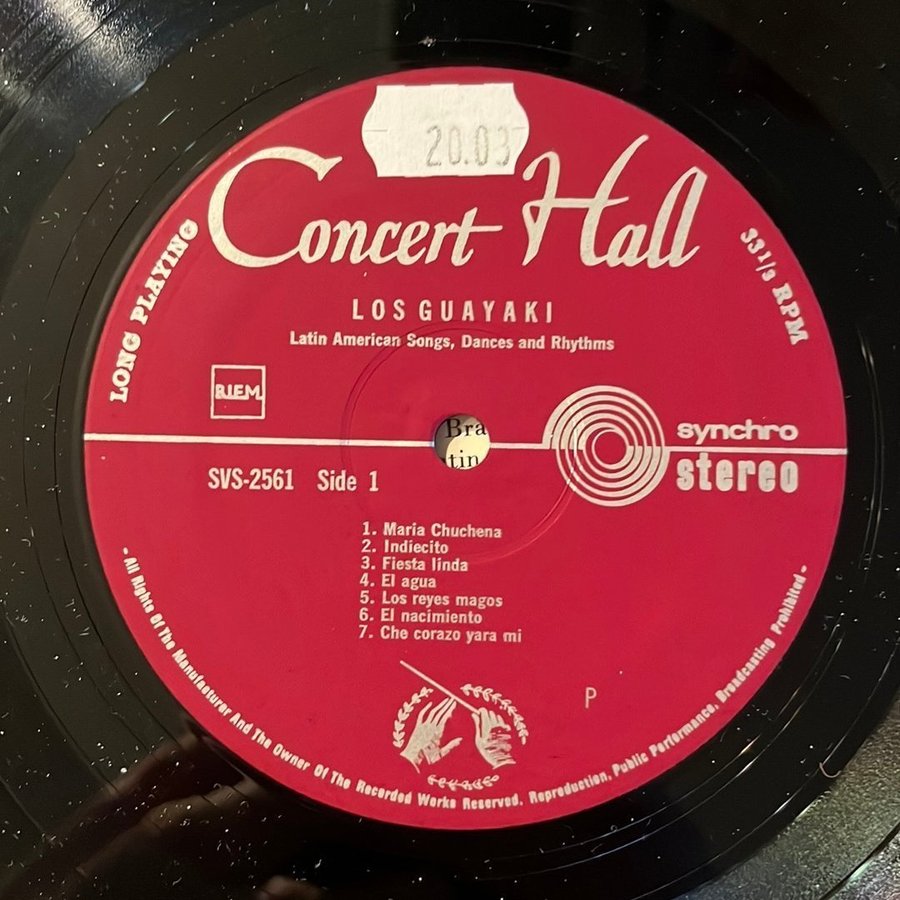 20.03
Concert Hall
LONG PLAYING
33 1/3 RPM
LOS GUAYAKI
Latin American Songs, Dances and Rhythms
B.I.E.M.
Bra
tin
synchro
stereo
SVS-2561 Side 1
1. Maria Chuchena
2. Indiecito
3. Fiesta linda
4. El agua
5. Los reyes magos
6. El nacimiento
7. Che corazo yara mi
P
- All Rights Of The Manufacturer And The Owner Of The Recorded Works Reserved. Reproduction, Public Performance, Broadcasting Prohibited -